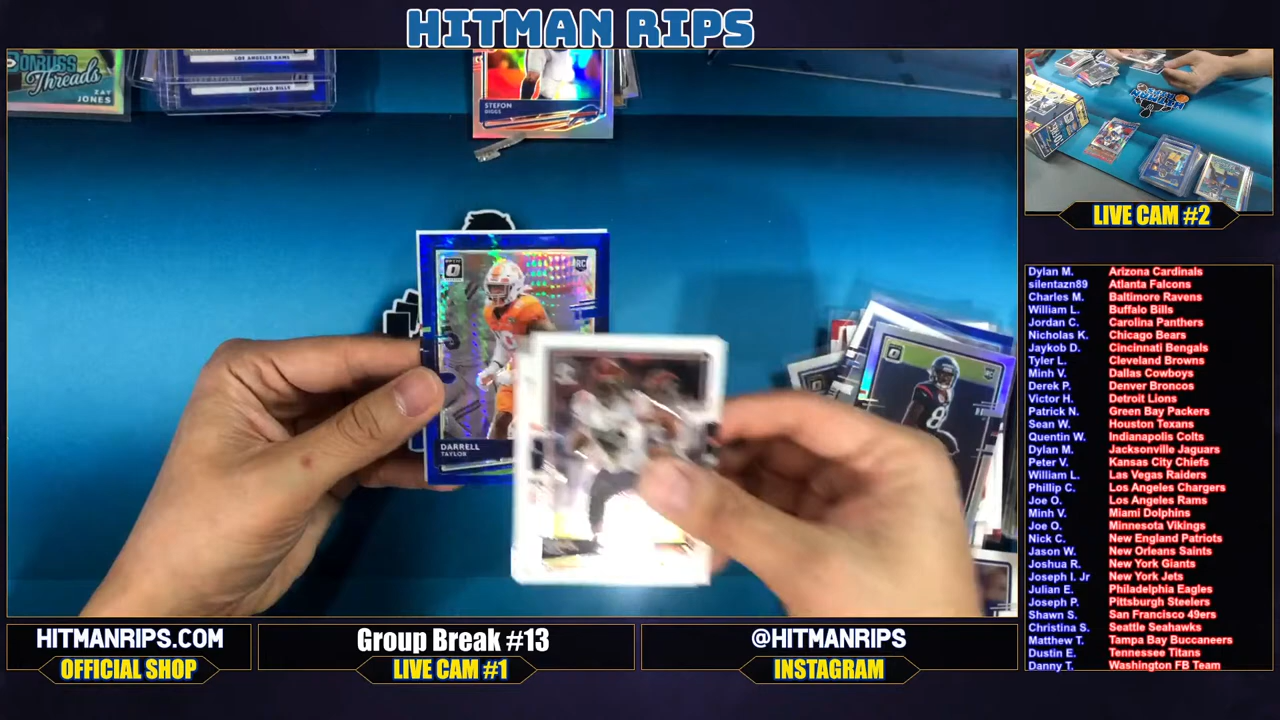 HITMAN RIPS
DONRUSS
Threads
ZAY
JONES
LOS ANGELES RAMS
BUFFALO BILLS
STEFON
DIGGS
DARRELL
TAYLOR
RC
LIVE CAM #2
Dylan M. Arizona Cardinals
silentazn89 Atlanta Falcons
Charles M. Baltimore Ravens
William L. Buffalo Bills
Jordan C. Carolina Panthers
Nicholas K. Chicago Bears
Jaykob D. Cincinnati Bengals
Tyler L. Cleveland Browns
Minh V. Dallas Cowboys
Derek P. Denver Broncos
Victor H. Detroit Lions
Patrick N. Green Bay Packers
Sean W. Houston Texans
Quentin W. Indianapolis Colts
Dylan M. Jacksonville Jaguars
Peter V. Kansas City Chiefs
William L. Las Vegas Raiders
Phillip C. Los Angeles Chargers
Joe O. Los Angeles Rams
Minh V. Miami Dolphins
Joe O. Minnesota Vikings
Nick C. New England Patriots
Jason W. New Orleans Saints
Joshua R. New York Giants
Joseph I. Jr New York Jets
Julian E. Philadelphia Eagles
Joseph P. Pittsburgh Steelers
Shawn S. San Francisco 49ers
Christina S. Seattle Seahawks
Matthew T. Tampa Bay Buccaneers
Dustin E. Tennessee Titans
Danny T. Washington FB Team
HITMANRIPS.COM
OFFICIAL SHOP
Group Break #13
LIVE CAM #1
@HITMANRIPS
INSTAGRAM